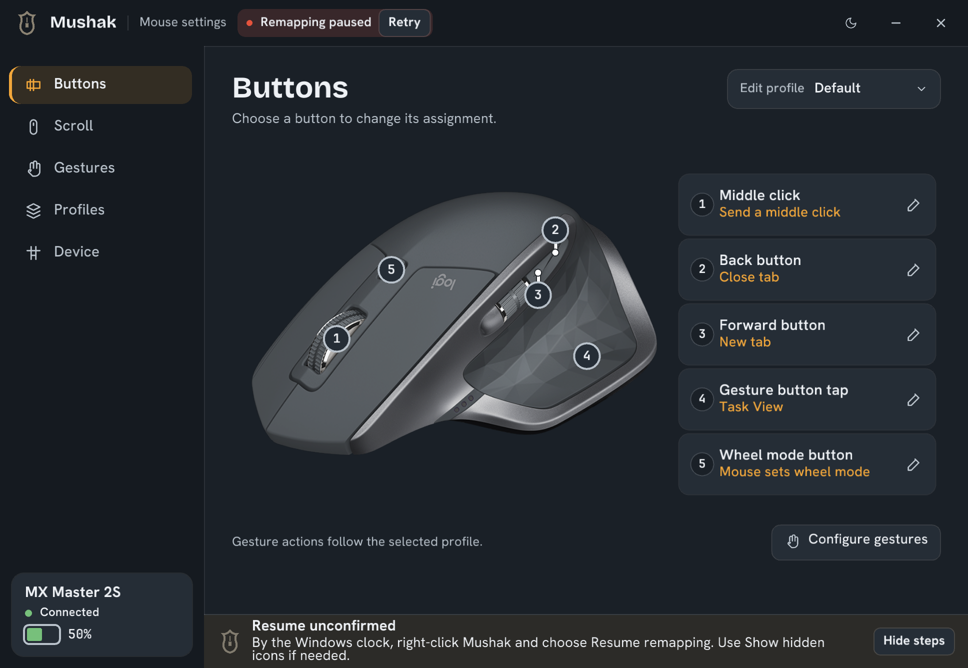 Mushak
Mouse settings
Remapping paused
Retry
Buttons
Scroll
Gestures
Profiles
Device
Buttons
Choose a button to change its assignment.
Edit profile Default
logi
1
2
3
4
5
1
Middle click
Send a middle click
2
Back button
Close tab
3
Forward button
New tab
4
Gesture button tap
Task View
5
Wheel mode button
Mouse sets wheel mode
Gesture actions follow the selected profile.
Configure gestures
MX Master 2S
Connected
50%
Resume unconfirmed
By the Windows clock, right-click Mushak and choose Resume remapping. Use Show hidden
icons if needed.
Hide steps